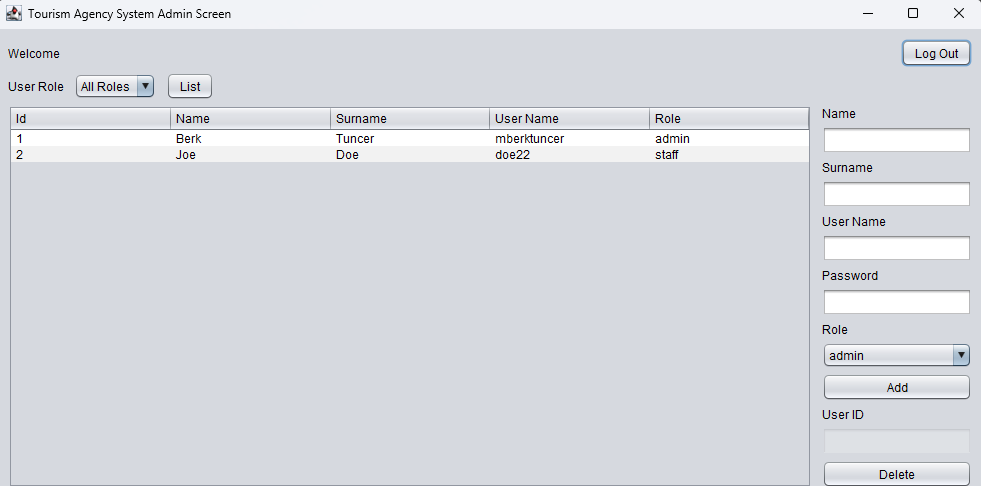 Tourism Agency System Admin Screen
Welcome
Log Out
User Role All Roles List
Id Name Surname User Name Role
1 Berk Tuncer mberktuncer admin
2 Joe Doe doe22 staff
Name
Surname
User Name
Password
Role
admin
Add
User ID
Delete